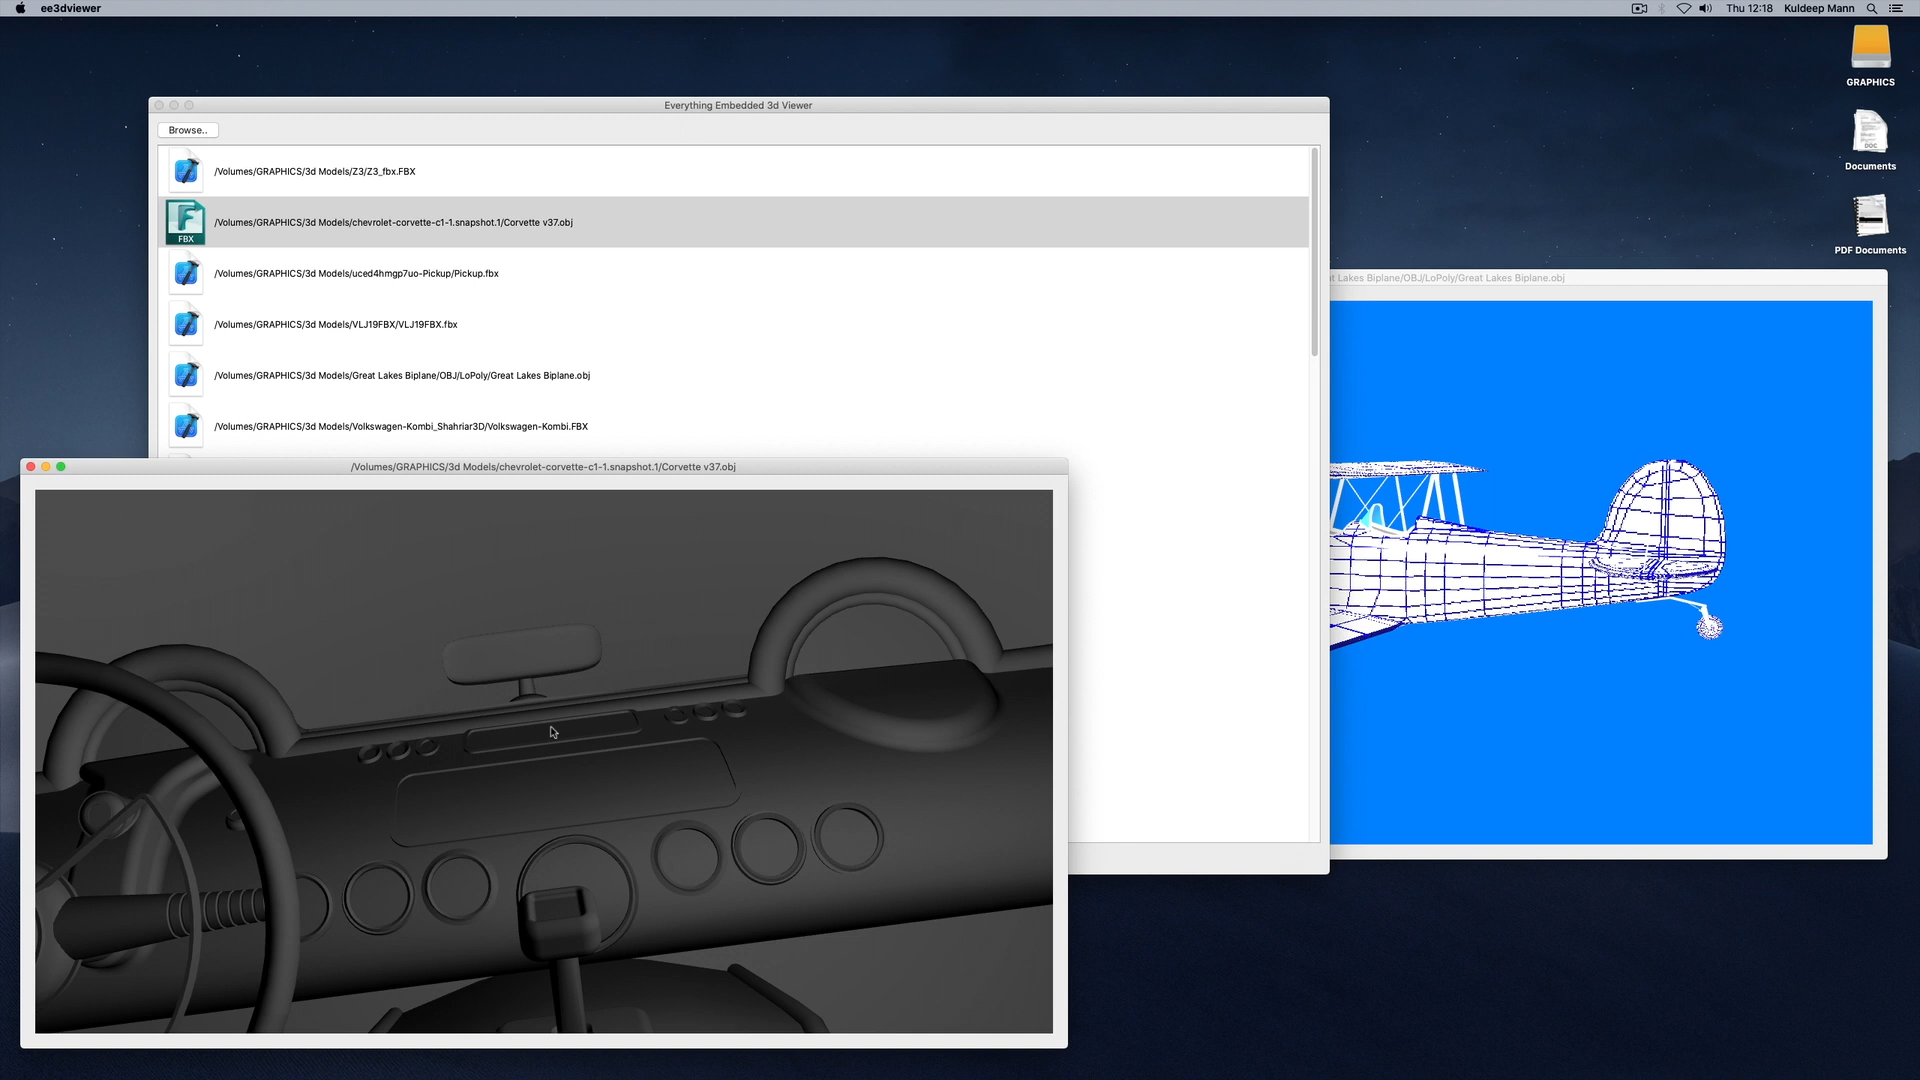 ee3dviewer
Thu 12:18
Kuldeep Mann
GRAPHICS
Documents
PDF Documents
Everything Embedded 3d Viewer
Browse..
/Volumes/GRAPHICS/3d Models/Z3/Z3_fbx.FBX
FBX
/Volumes/GRAPHICS/3d Models/chevrolet-corvette-c1-1.snapshot.1/Corvette v37.obj
/Volumes/GRAPHICS/3d Models/uced4hmgp7uo-Pickup/Pickup.fbx
/Volumes/GRAPHICS/3d Models/VLJ19FBX/VLJ19FBX.fbx
/Volumes/GRAPHICS/3d Models/Great Lakes Biplane/OBJ/LoPoly/Great Lakes Biplane.obj
/Volumes/GRAPHICS/3d Models/Volkswagen-Kombi_Shahriar3D/Volkswagen-Kombi.FBX
Lakes Biplane/OBJ/LoPoly/Great Lakes Biplane.obj
/Volumes/GRAPHICS/3d Models/chevrolet-corvette-c1-1.snapshot.1/Corvette v37.obj
DOC